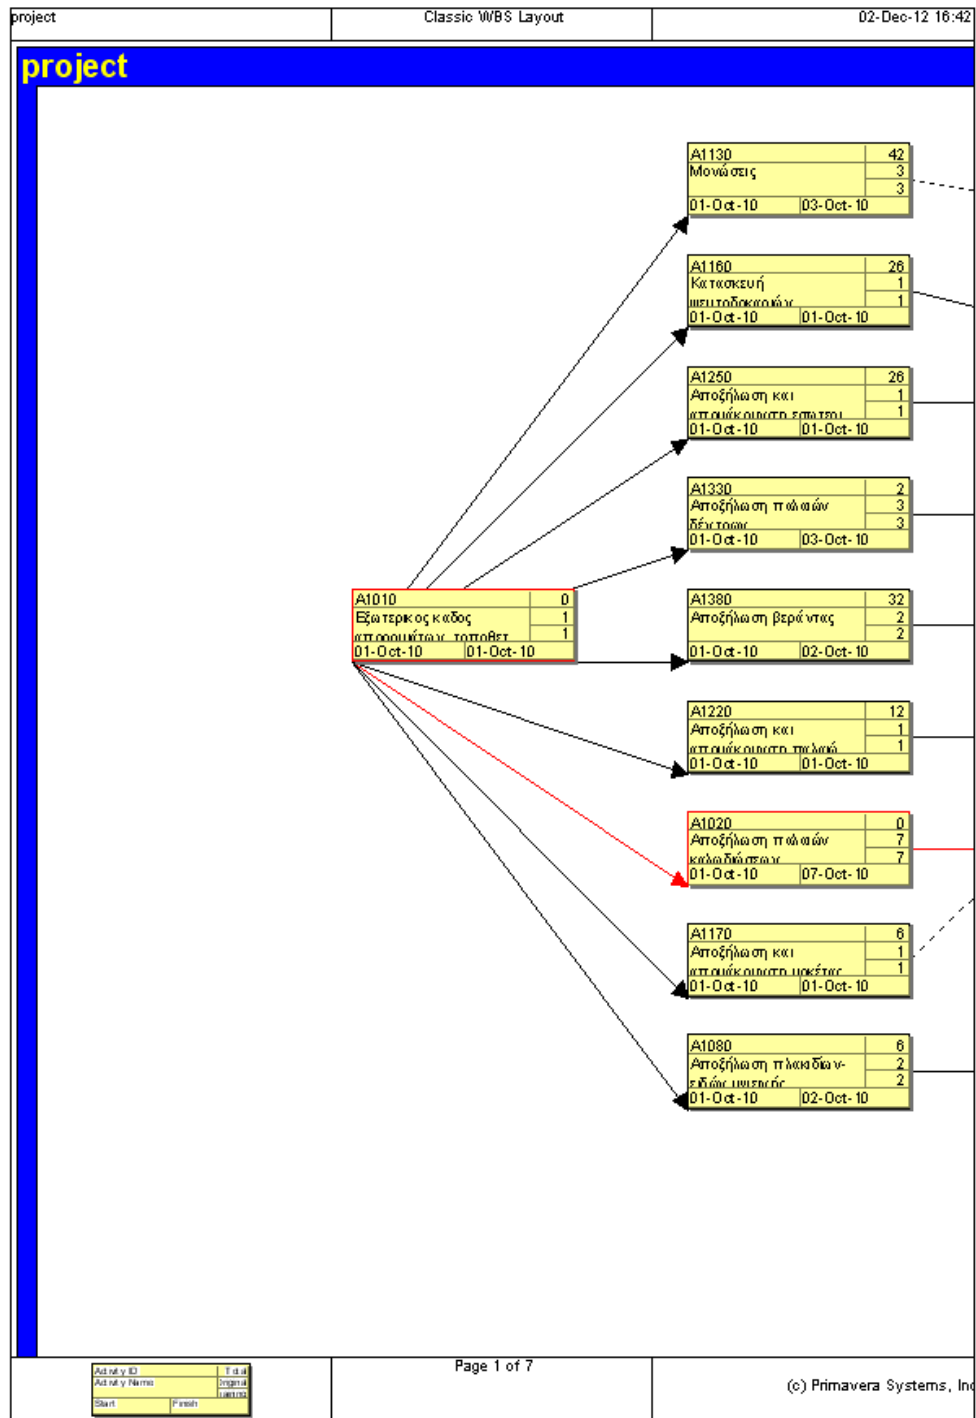 project
Classic WBS Layout
02-Dec-12 16:42
project
A1130 42
Μονώσεις 3
3
01-Oct-10 03-Oct-10
A1160 26
Κατασκευή 1
1
01-Oct-10 01-Oct-10
A1250 26
Αποξήλωση και 1
1
01-Oct-10 01-Oct-10
A1330 2
Αποξήλωση παλαιών 3
3
01-Oct-10 03-Oct-10
A1010 0
Εξωτερικος καδος 1
1
01-Oct-10 01-Oct-10
A1380 32
Αποξήλωση βεράντας 2
2
01-Oct-10 02-Oct-10
A1220 12
Αποξήλωση και 1
1
01-Oct-10 01-Oct-10
A1020 0
Αποξήλωση παλαιών 7
7
01-Oct-10 07-Oct-10
A1170 6
Αποξήλωση και 1
1
01-Oct-10 01-Oct-10
A1080 6
Αποξήλωση πλακιδίων- 2
2
01-Oct-10 02-Oct-10
Activity ID Total
Activity Name
Start Finish
Page 1 of 7
(c) Primavera Systems, Inc